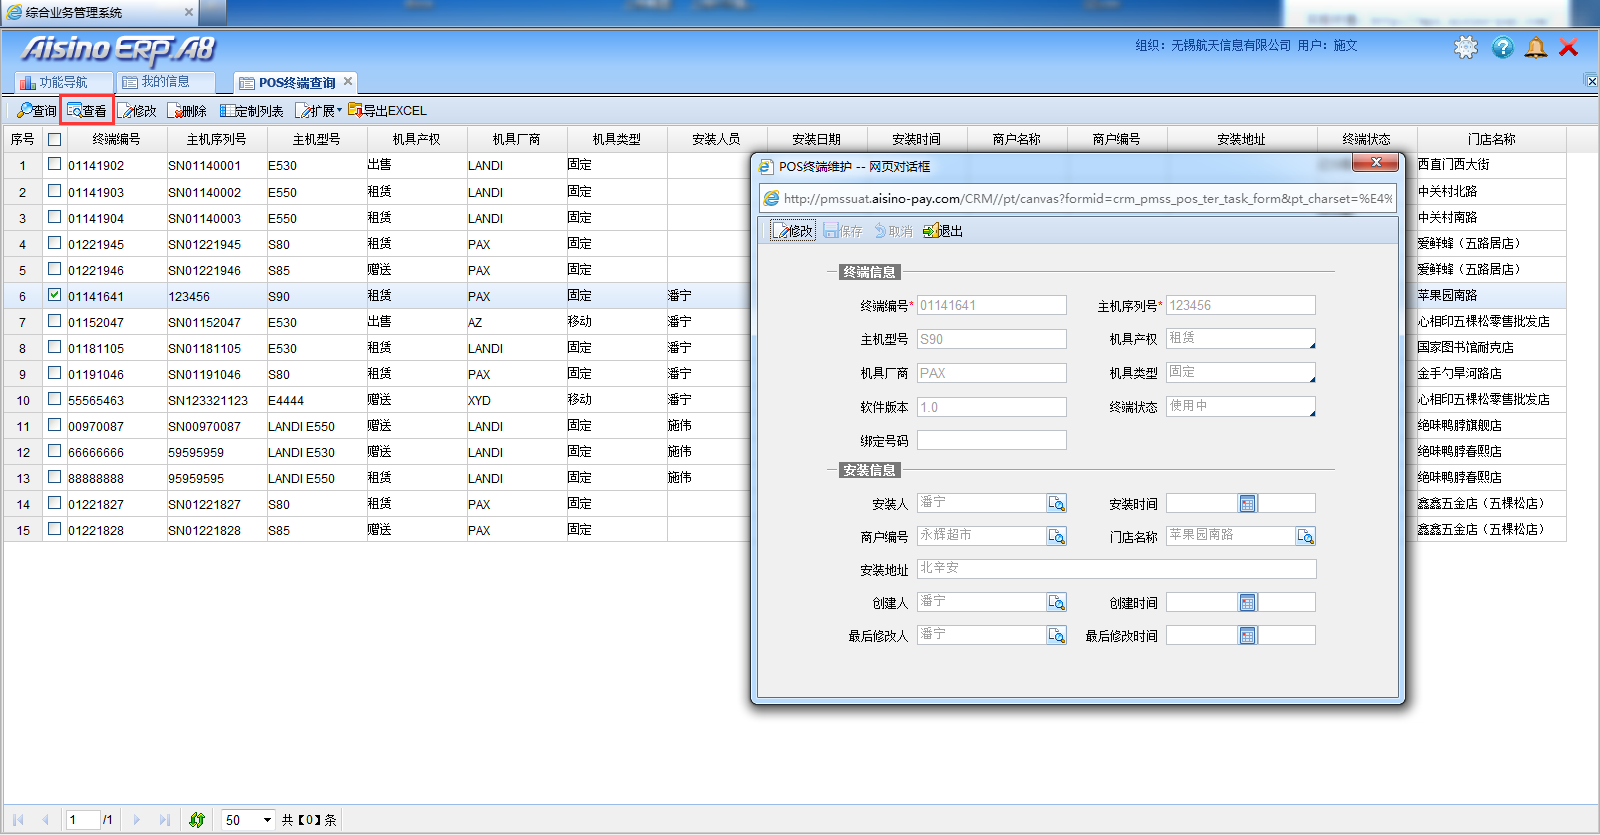 综合业务管理系统
Aisino ERP.A8
组织：无锡航天信息有限公司 用户：施文
功能导航 我的信息 POS终端查询
查询 查看 修改 删除 定制列表 扩展 导出EXCEL
序号 终端编号 主机序列号 主机型号 机具产权 机具厂商 机具类型 安装人员 安装日期 安装时间 商户名称 商户编号 安装地址 终端状态 门店名称
1 01141902 SN01140001 E530 出售 LANDI 固定 西直门西大街
2 01141903 SN01140002 E550 租赁 LANDI 固定 中关村北路
3 01141904 SN01140003 E550 租赁 LANDI 固定 中关村南路
4 01221945 SN01221945 S80 租赁 PAX 固定 爱鲜蜂（五路居店）
5 01221946 SN01221946 S85 赠送 PAX 固定 爱鲜蜂（五路居店）
6 01141641 123456 S90 租赁 PAX 固定 潘宁 苹果园南路
7 01152047 SN01152047 E530 出售 AZ 移动 潘宁 心相印五棵松零售批发店
8 01181105 SN01181105 E530 租赁 LANDI 固定 潘宁 国家图书馆耐克店
9 01191046 SN01191046 S80 租赁 PAX 固定 潘宁 金手勺旱河路店
10 55565463 SN123321123 E4444 赠送 XYD 移动 潘宁 心相印五棵松零售批发店
11 00970087 SN00970087 LANDI E550 赠送 LANDI 固定 施伟 绝味鸭脖旗舰店
12 66666666 59595959 LANDI E530 赠送 LANDI 固定 施伟 绝味鸭脖春熙店
13 88888888 95959595 LANDI E550 租赁 LANDI 固定 施伟 绝味鸭脖春熙店
14 01221827 SN01221827 S80 租赁 PAX 固定 鑫鑫五金店（五棵松店）
15 01221828 SN01221828 S85 赠送 PAX 固定 鑫鑫五金店（五棵松店）
POS终端维护 -- 网页对话框
http://pmssuat.aisino-pay.com/CRM//pt/canvas?formid=crm_pmss_pos_ter_task_form&pt_charset=%E4%
修改 保存 取消 退出
终端信息
终端编号* 01141641 主机序列号* 123456
主机型号 S90 机具产权 租赁
机具厂商 PAX 机具类型 固定
软件版本 1.0 终端状态 使用中
绑定号码
安装信息
安装人 潘宁 安装时间
商户编号 永辉超市 门店名称 苹果园南路
安装地址 北辛安
创建人 潘宁 创建时间
最后修改人 潘宁 最后修改时间
1 /1 50 共【0】条